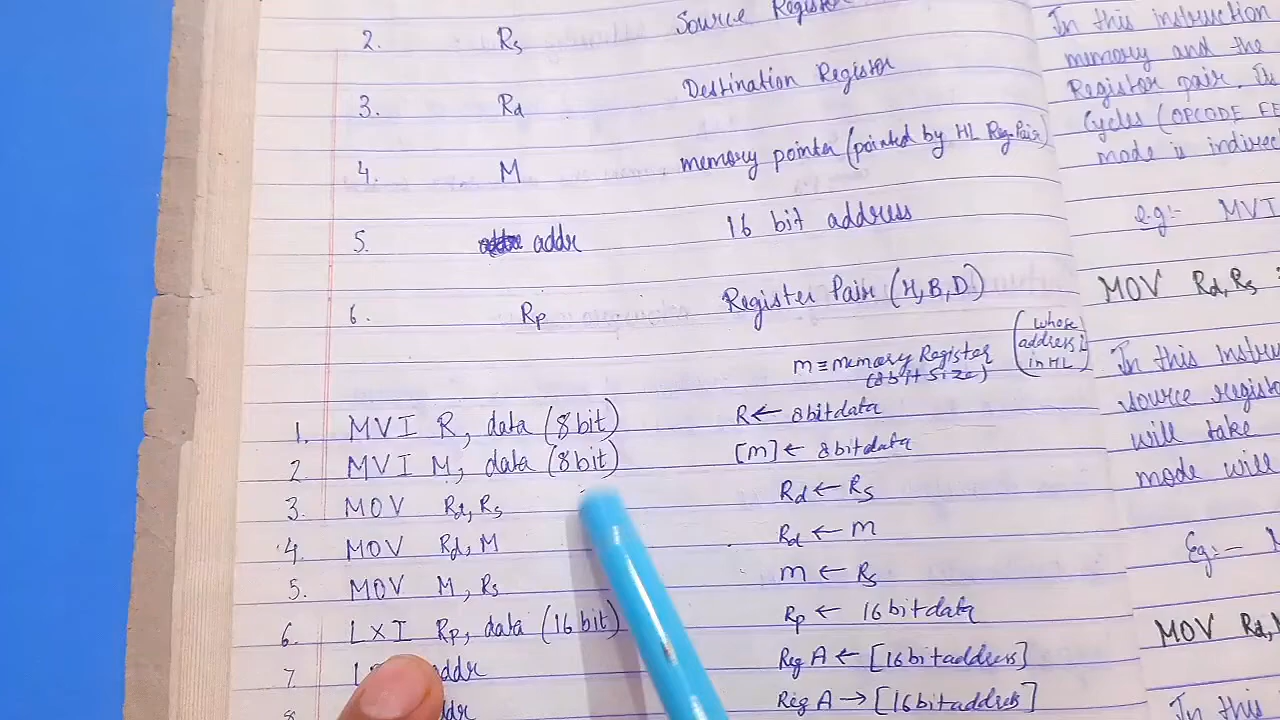 2. Rs Source Register
3. Rd Destination Register
4. M memory pointer (pointed by HL Reg. Pair)
5. addr 16 bit address
6. Rp Register Pair (H, B, D)
m ≡ memory Register (whose address is in HL)
(8 bit size)
1. MVI R, data (8 bit) R ← 8 bit data
2. MVI M, data (8 bit) [m] ← 8 bit data
3. MOV Rd, Rs Rd ← Rs
4. MOV Rd, M Rd ← m
5. MOV M, Rs m ← Rs
6. LXI Rp, data (16 bit) Rp ← 16 bit data
7. addr Reg A ← [16 bit address]
8. Reg A → [16 bit address]
In this instruction
memory and the
Register pair.
Cycles (OPCODE
mode is
e.g:- MVI
MOV Rd, Rs
In this
source
will take
mode will
Eg:-
MOV Rd,
In this